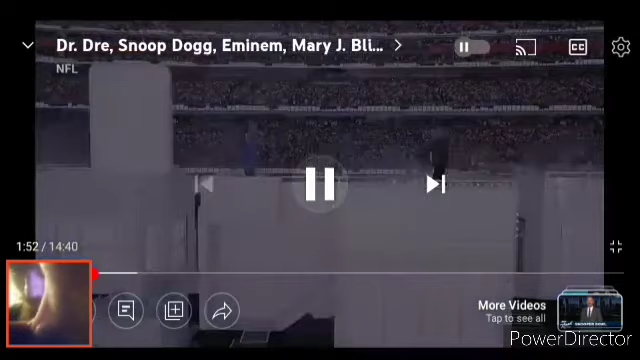 Dr. Dre, Snoop Dogg, Eminem, Mary J. Bli...
NFL
CC
1:52 / 14:40
More Videos
Tap to see all
PowerDirector